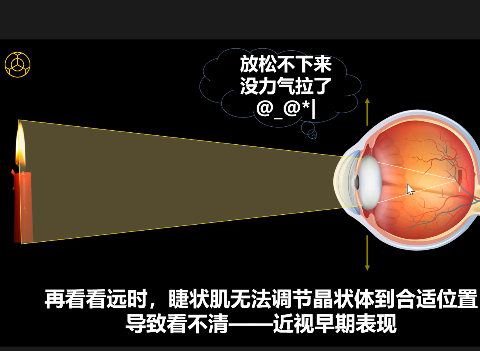 放松不下来
没力气拉了
@_@*|
再看看远时，睫状肌无法调节晶状体到合适位置
导致看不清——近视早期表现